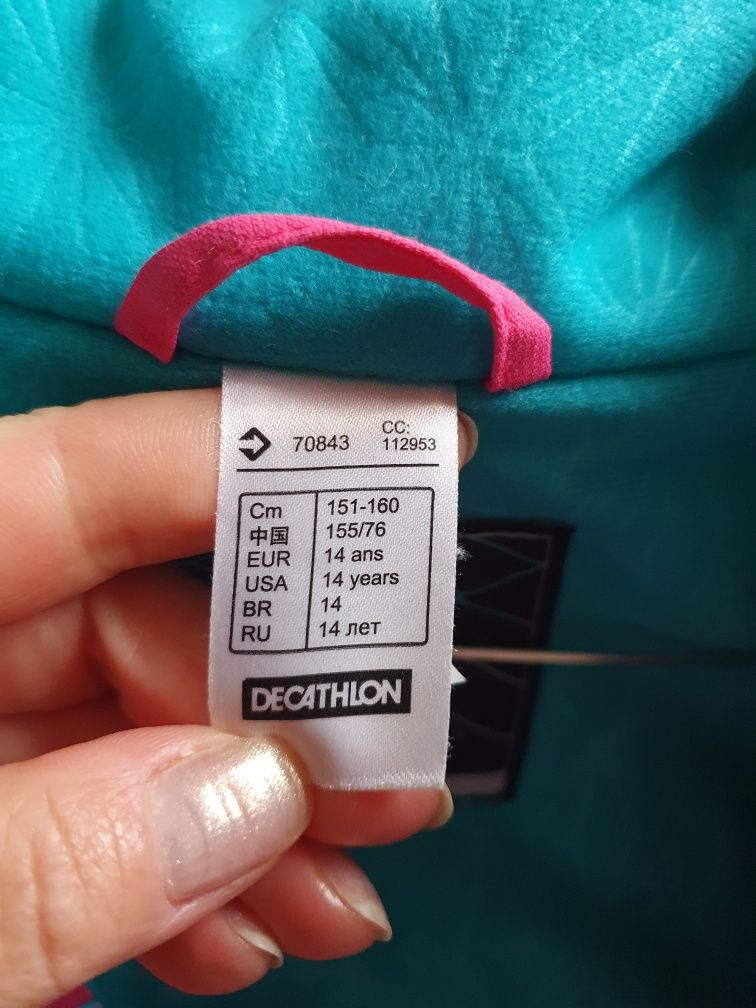 70843 CC:
112953
Cm 151-160
中国 155/76
EUR 14 ans
USA 14 years
BR 14
RU 14 лет
DECATHLON